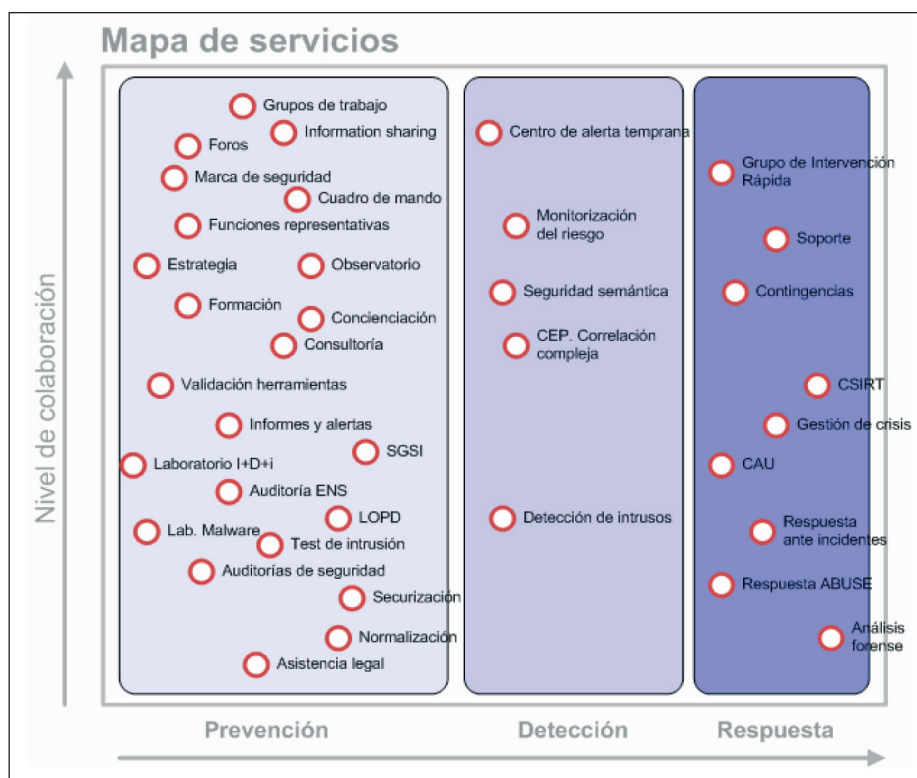 Mapa de servicios
Nivel de colaboración
Grupos de trabajo
Information sharing
Foros
Marca de seguridad
Cuadro de mando
Funciones representativas
Estrategia
Observatorio
Formación
Concienciación
Consultoría
Validación herramientas
Informes y alertas
SGSI
Laboratorio I+D+i
Auditoría ENS
LOPD
Lab. Malware
Test de intrusión
Auditorías de seguridad
Securización
Normalización
Asistencia legal
Centro de alerta temprana
Monitorización
del riesgo
Seguridad semántica
CEP. Correlación
compleja
Detección de intrusos
Grupo de Intervención
Rápida
Soporte
Contingencias
CSIRT
Gestión de crisis
CAU
Respuesta
ante incidentes
Respuesta ABUSE
Análisis
forense
Prevención
Detección
Respuesta